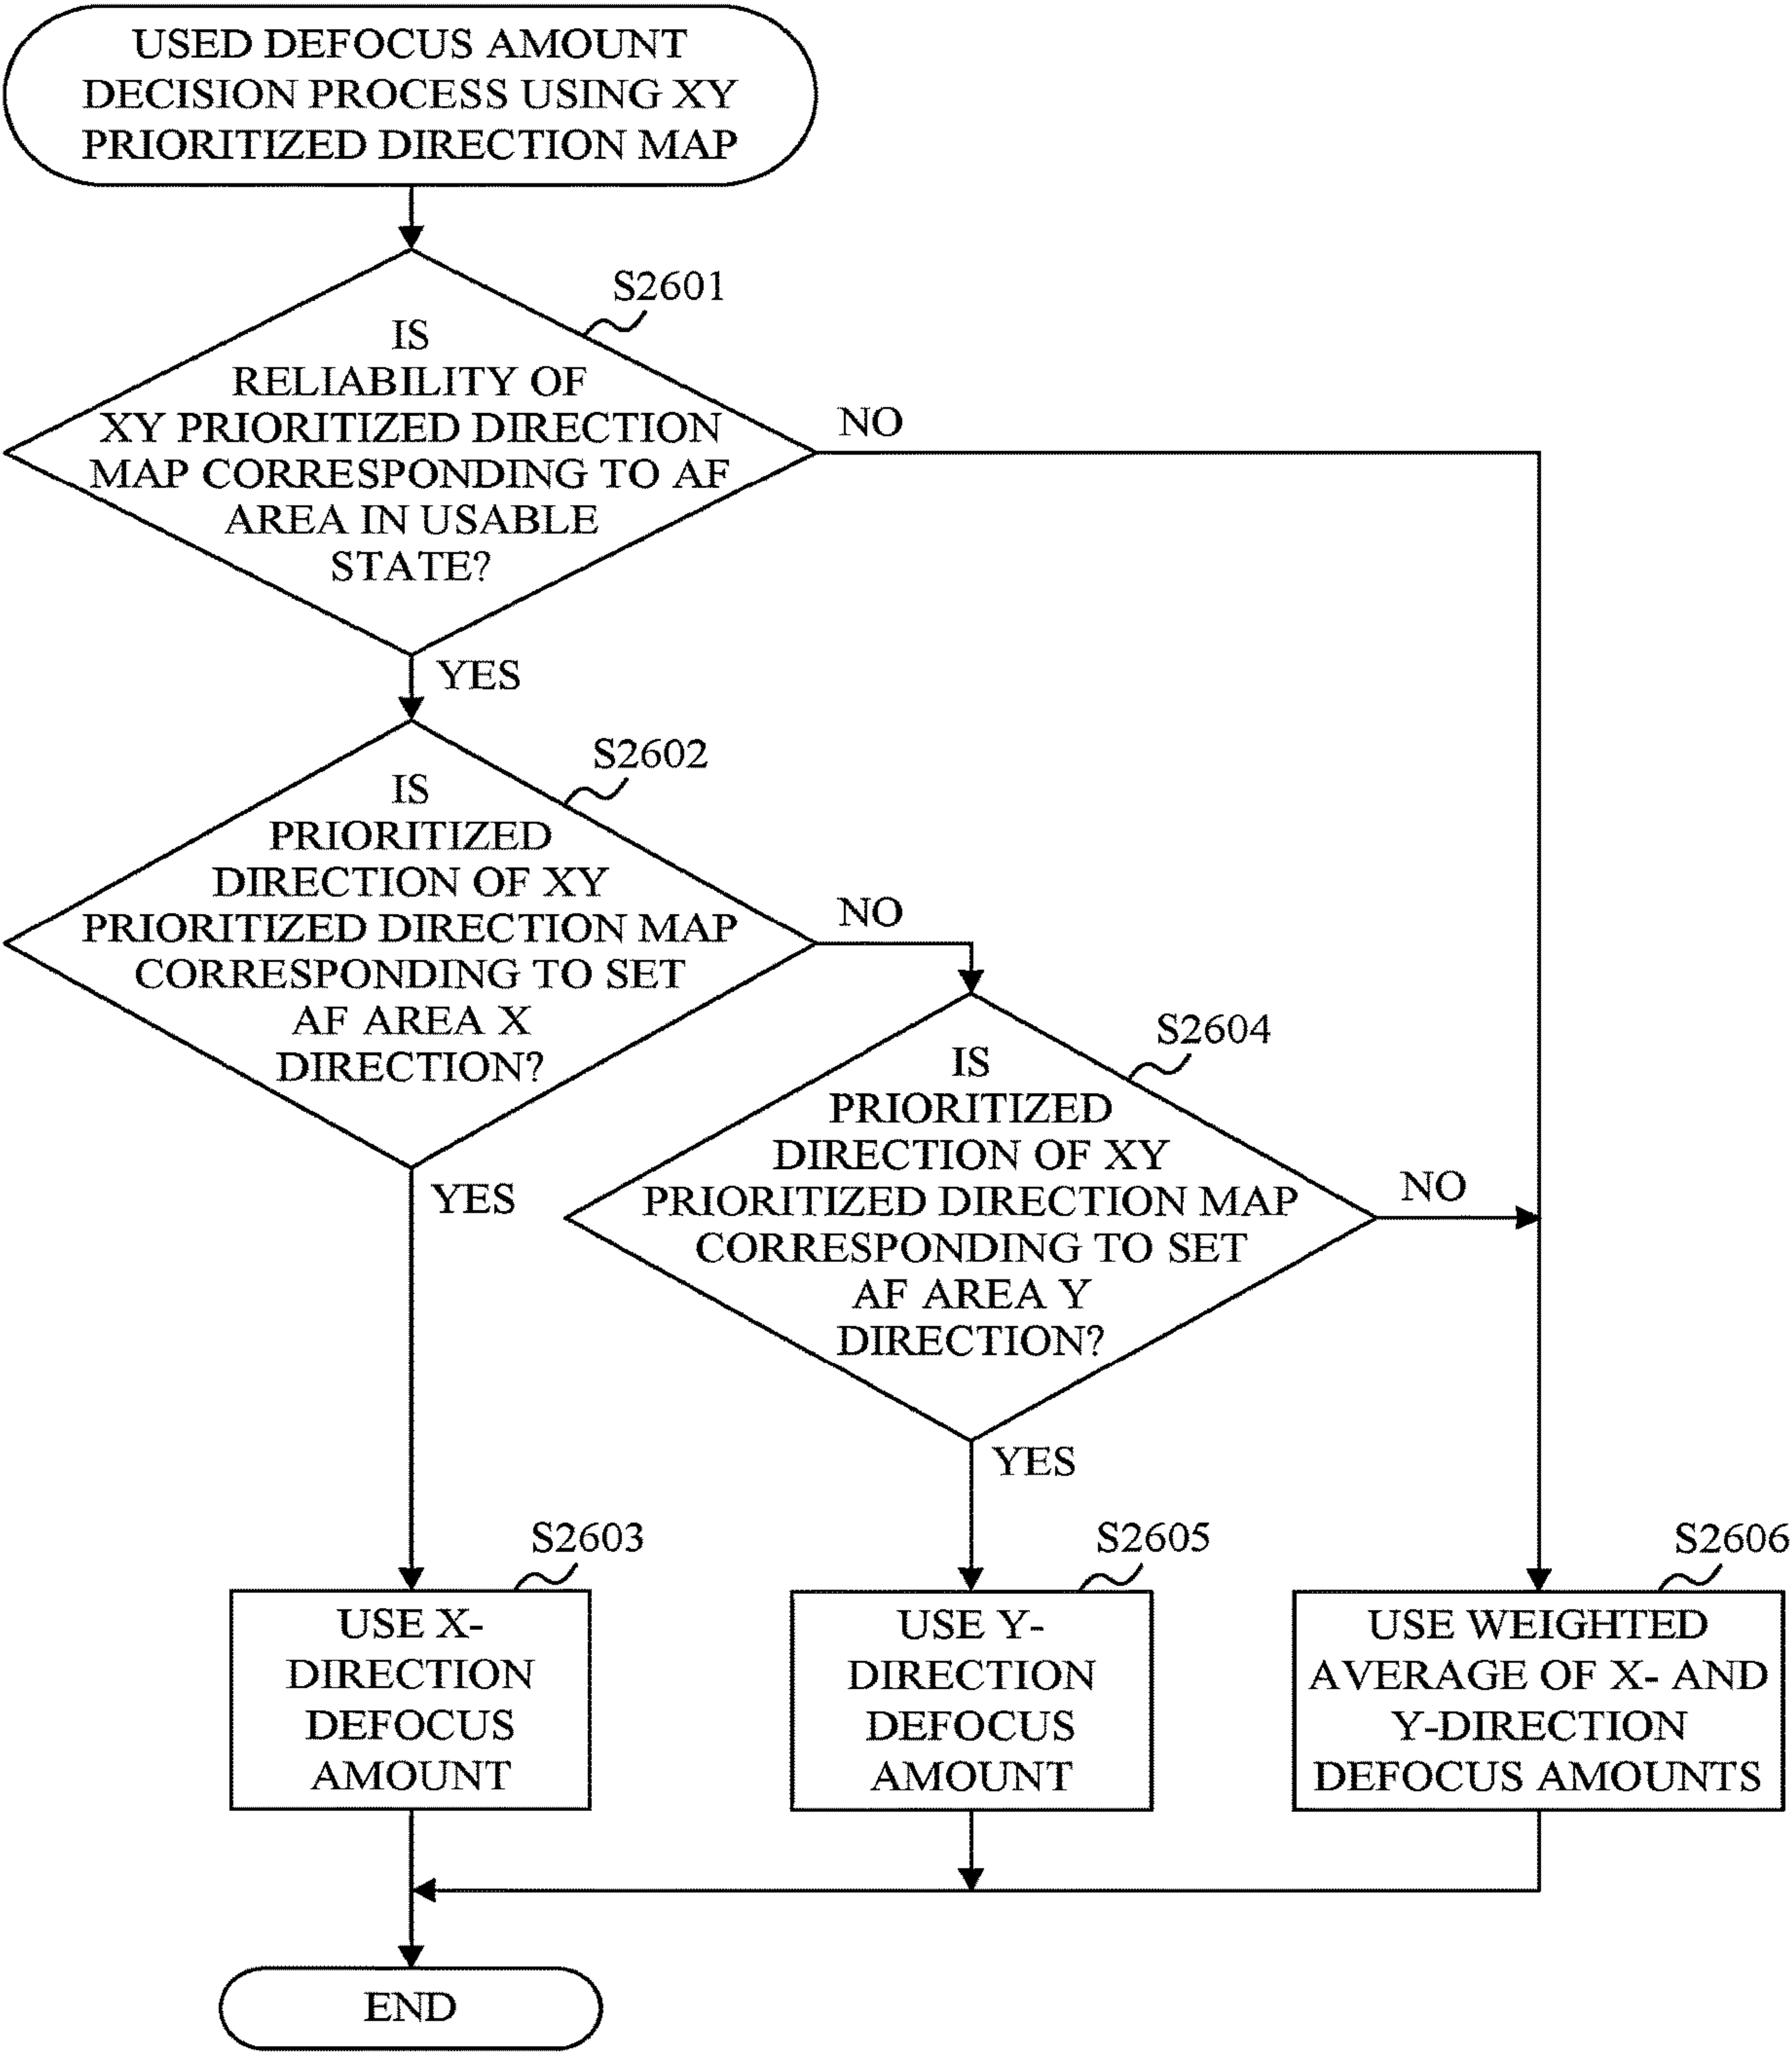 USED DEFOCUS AMOUNT
DECISION PROCESS USING XY
PRIORITIZED DIRECTION MAP
S2601
IS
RELIABILITY OF
XY PRIORITIZED DIRECTION
MAP CORRESPONDING TO AF
AREA IN USABLE
STATE?
NO
YES
S2602
IS
PRIORITIZED
DIRECTION OF XY
PRIORITIZED DIRECTION MAP
CORRESPONDING TO SET
AF AREA X
DIRECTION?
NO
YES
S2604
IS
PRIORITIZED
DIRECTION OF XY
PRIORITIZED DIRECTION MAP
CORRESPONDING TO SET
AF AREA Y
DIRECTION?
NO
YES
S2603
USE X-
DIRECTION
DEFOCUS
AMOUNT
S2605
USE Y-
DIRECTION
DEFOCUS
AMOUNT
S2606
USE WEIGHTED
AVERAGE OF X- AND
Y-DIRECTION
DEFOCUS AMOUNTS
END